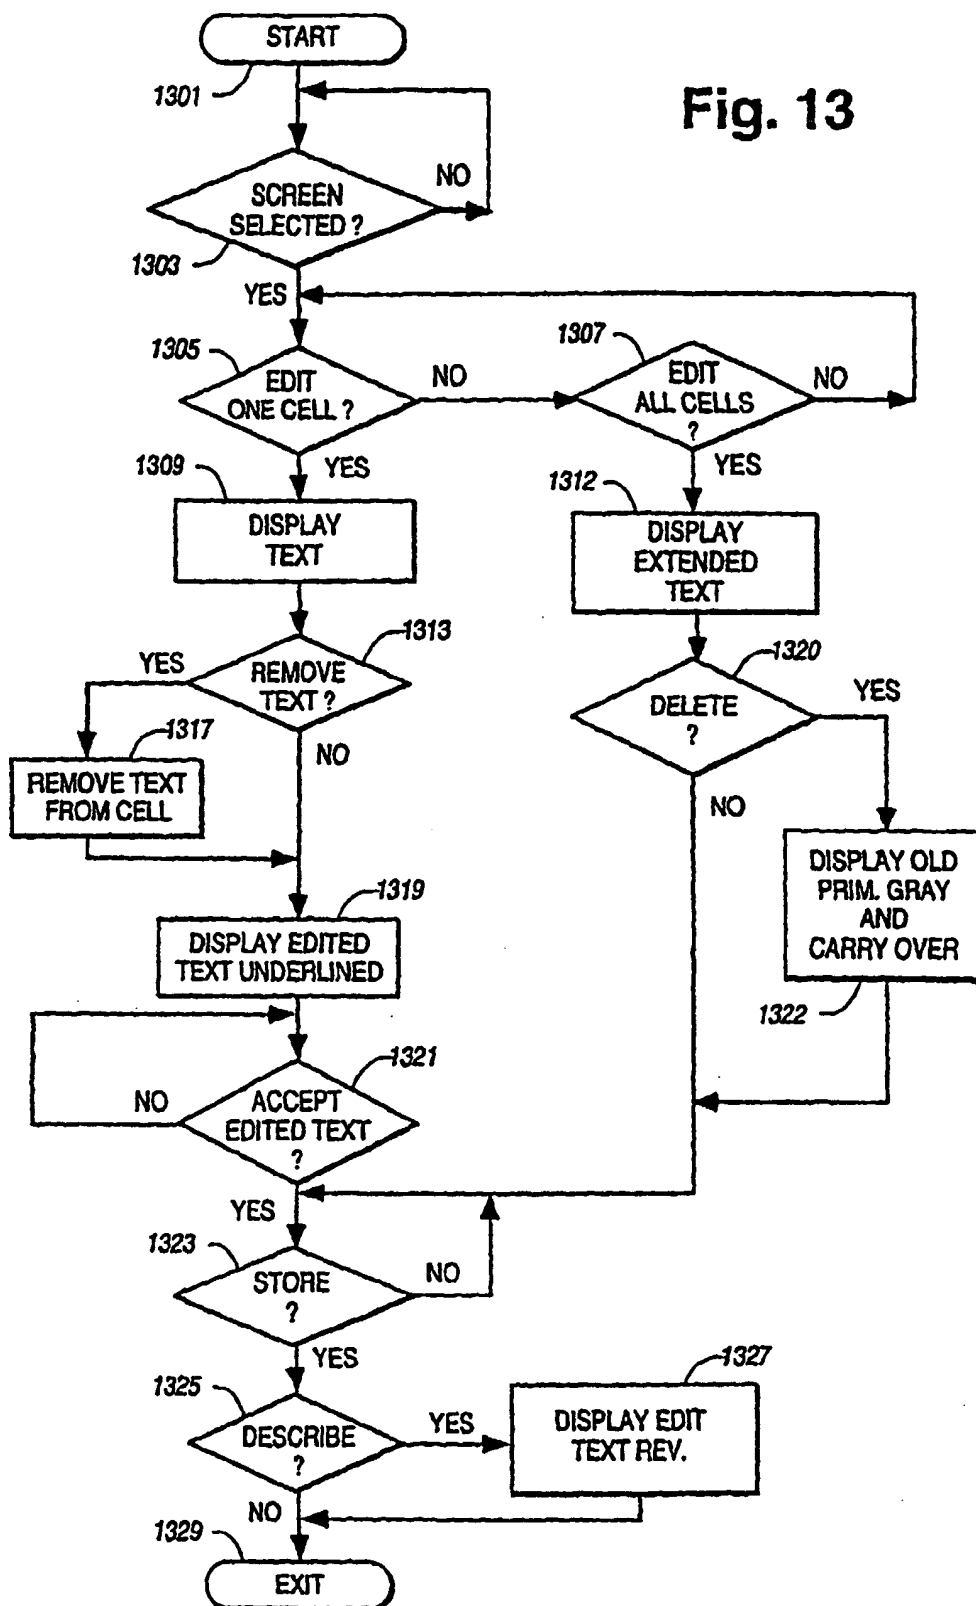 START
1301
Fig. 13
NO
SCREEN
SELECTED ?
1303
YES
1305
EDIT
ONE CELL ?
NO
1307
EDIT
ALL CELLS
?
NO
YES
YES
1309
DISPLAY
TEXT
1312
DISPLAY
EXTENDED
TEXT
1313
YES
REMOVE
TEXT ?
NO
1317
REMOVE TEXT
FROM CELL
1320
DELETE
?
YES
NO
DISPLAY OLD
PRIM. GRAY
AND
CARRY OVER
1322
1319
DISPLAY EDITED
TEXT UNDERLINED
1321
NO
ACCEPT
EDITED TEXT
?
YES
1323
STORE
?
NO
YES
1325
DESCRIBE
?
YES
1327
DISPLAY EDIT
TEXT REV.
NO
1329
EXIT